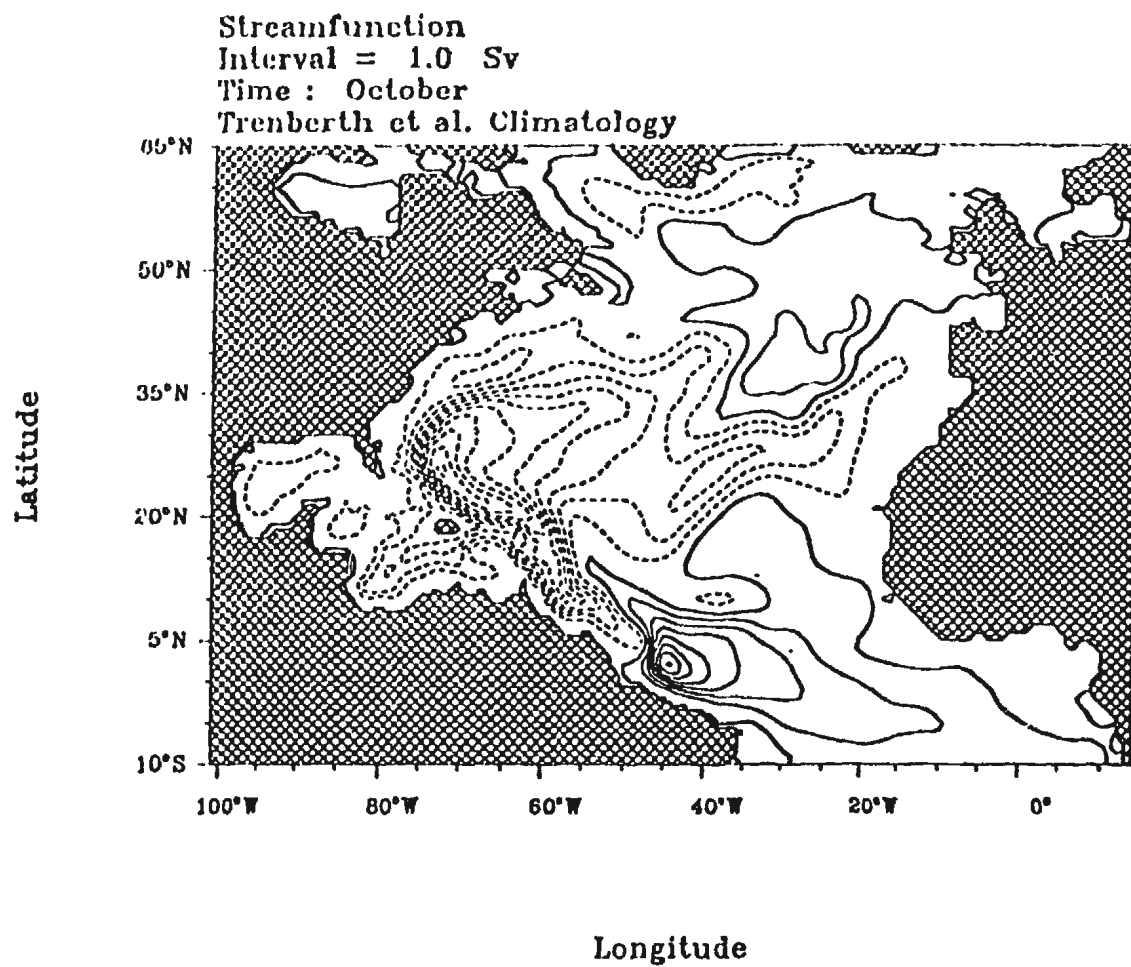 Streamfunction
Interval = 1.0 Sv
Time : October
Trenberth et al. Climatology
65°N
50°N
35°N
20°N
5°N
10°S
100°W 80°W 60°W 40°W 20°W 0°
Latitude
Longitude